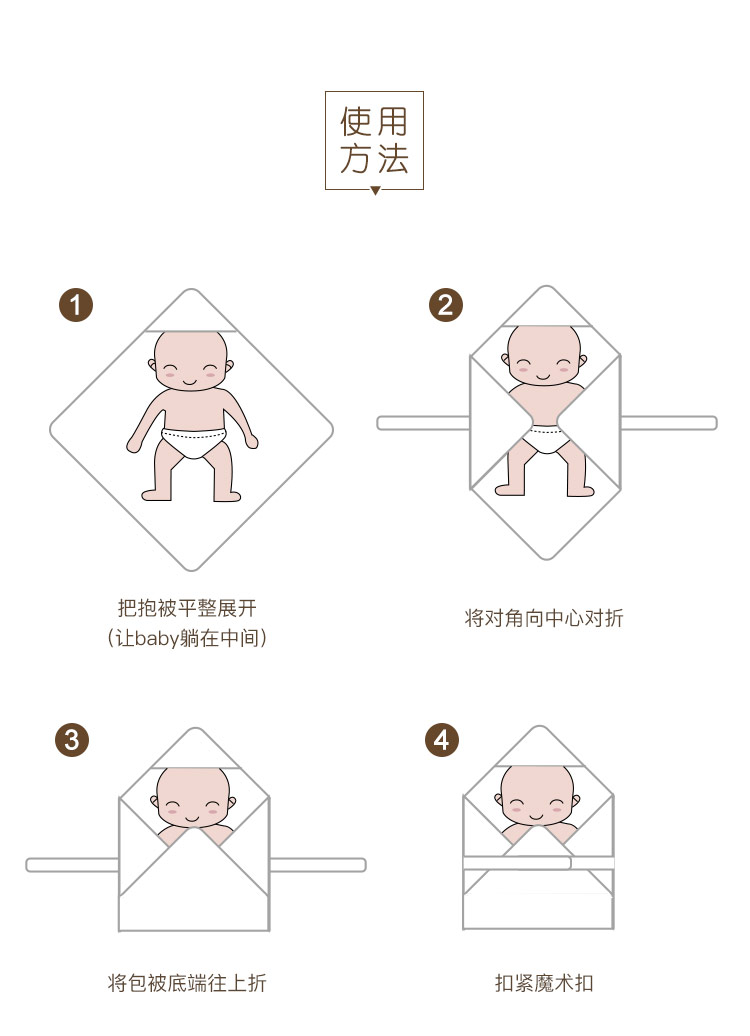 使用
方法
1
2
把抱被平整展开
（让baby躺在中间）
将对角向中心对折
3
4
将包被底端往上折
扣紧魔术扣